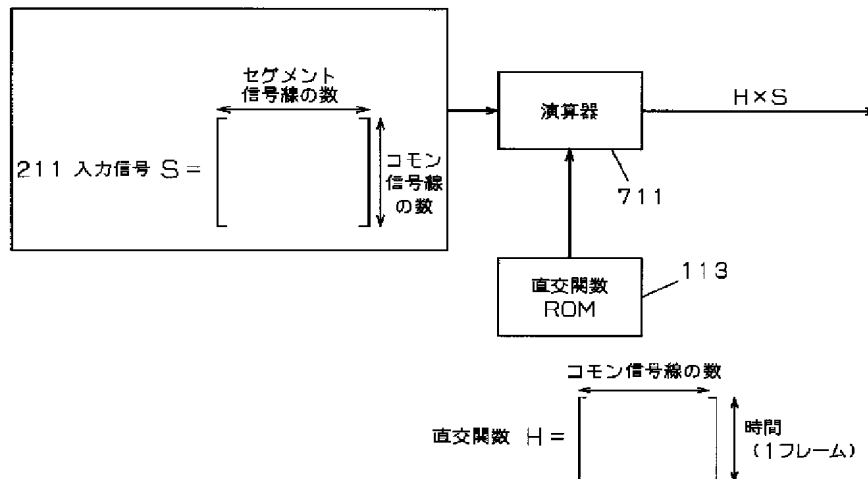 セグメント
信号線の数
211 入力信号 S =
コモン
信号線
の数
演算器
H×S
711
直交関数
ROM
113
コモン信号線の数
直交関数 H =
時間
(1フレーム)